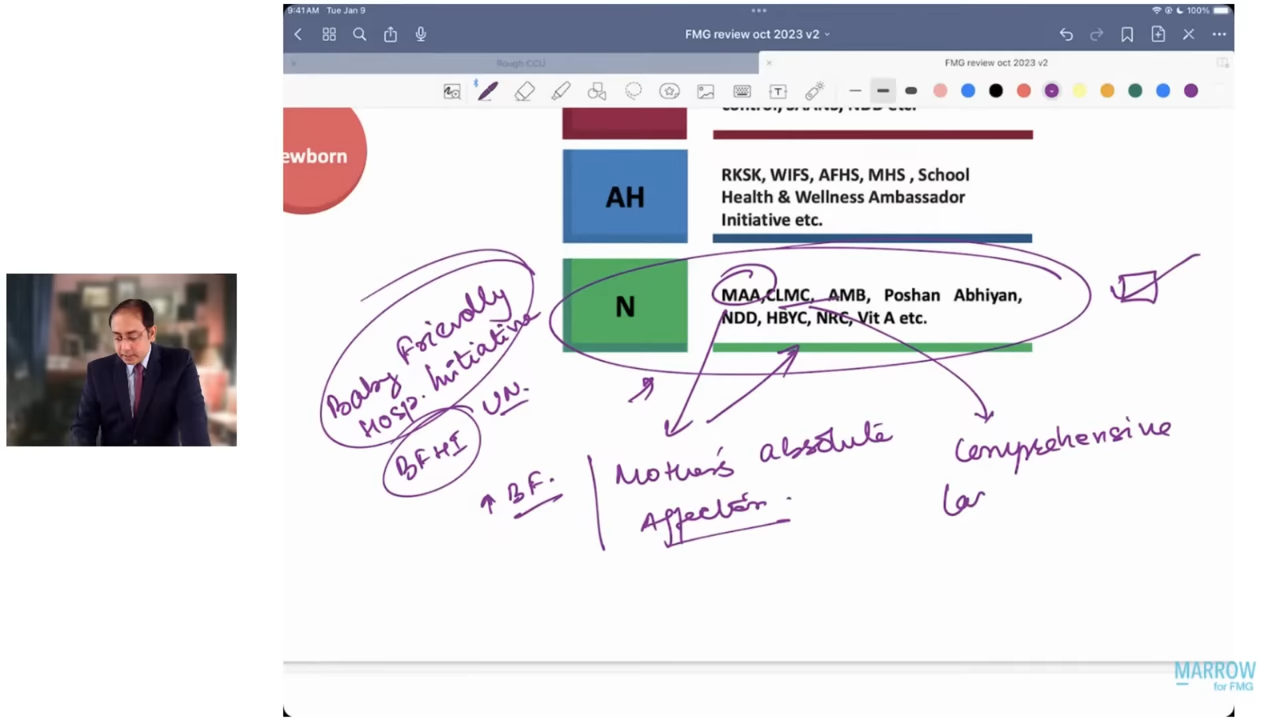 9:41AM Tue Jan 9
100%
FMG review oct 2023 v2
Rough CCU
FMG review oct 2023 v2
T
ewborn
AH
RKSK, WIFS, AFHS, MHS , School
Health & Wellness Ambassador
Initiative etc.
N
MAA,CLMC, AMB, Poshan Abhiyan,
NDD, HBYC, NRC, Vit A etc.
Baby Friendly
Hosp. Initiative
UN.
BFHI
↑ BF.
Mother's absolute
Affection.
Comprehensive
Lac
MARROW
for FMG